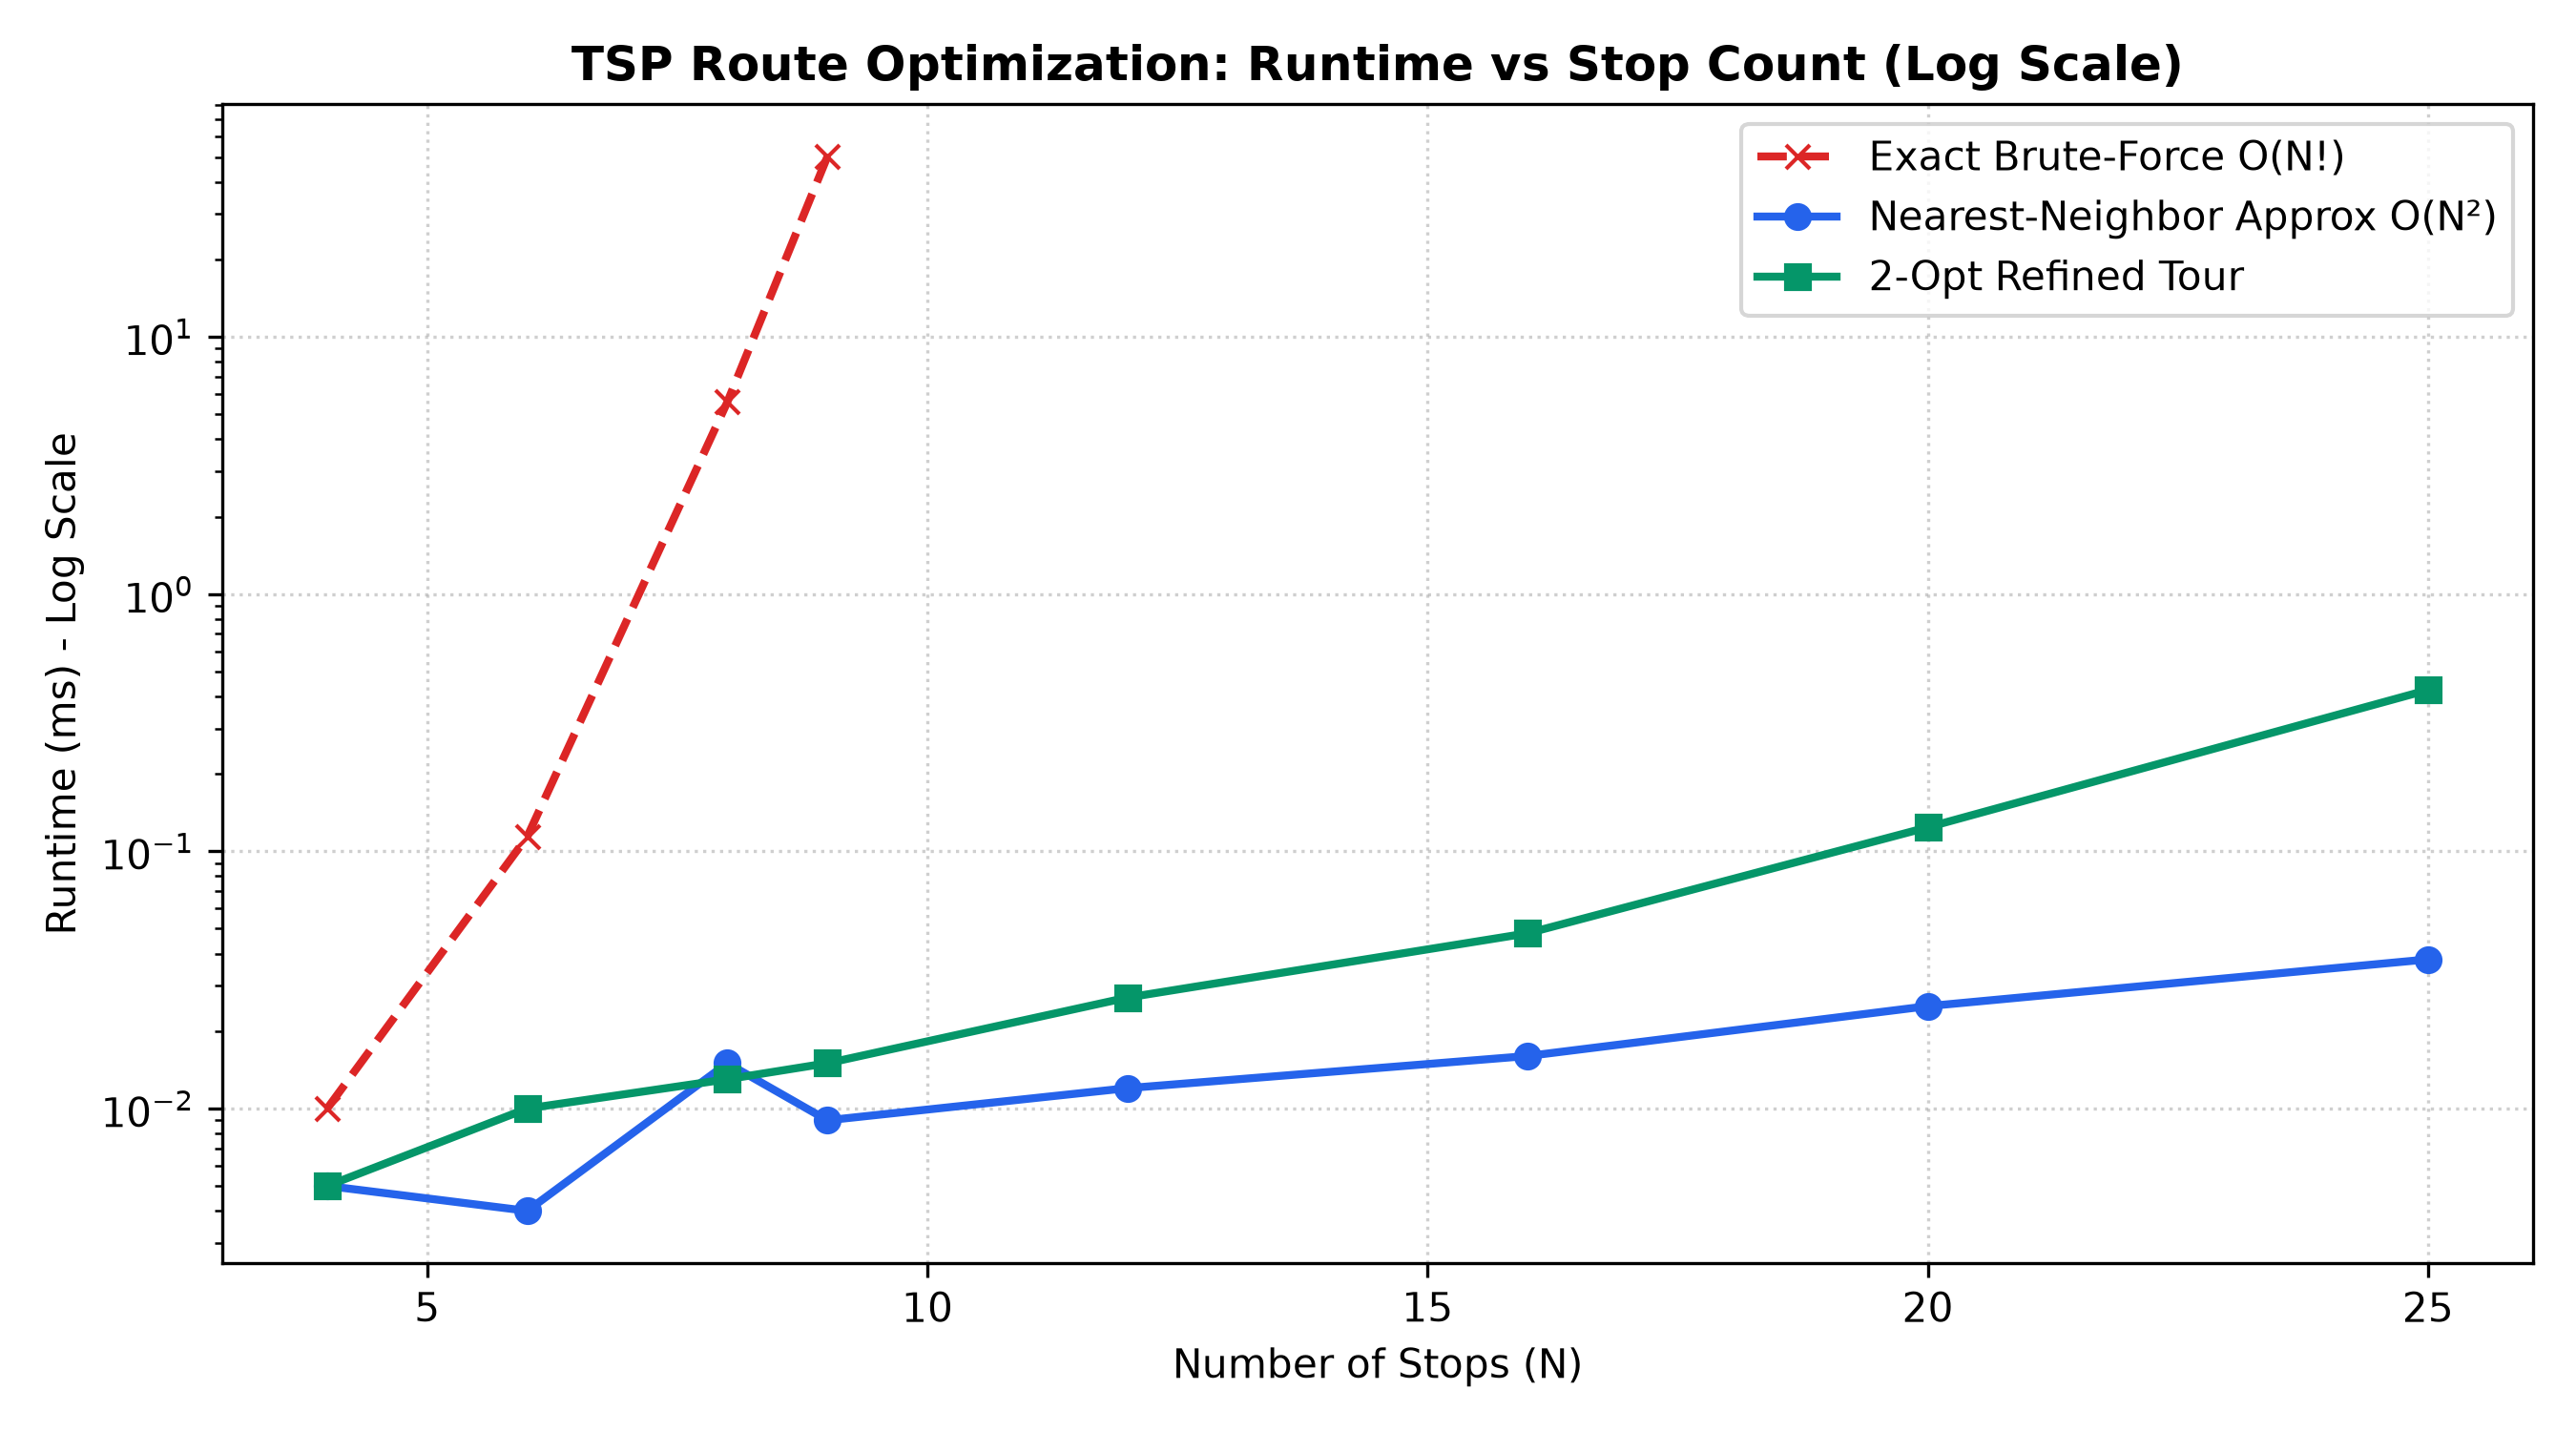 TSP Route Optimization: Runtime vs Stop Count (Log Scale)
Exact Brute-Force O(N!)
Nearest-Neighbor Approx O(N²)
2-Opt Refined Tour
Runtime (ms) - Log Scale
10¹
10⁰
10⁻¹
10⁻²
5 10 15 20 25
Number of Stops (N)